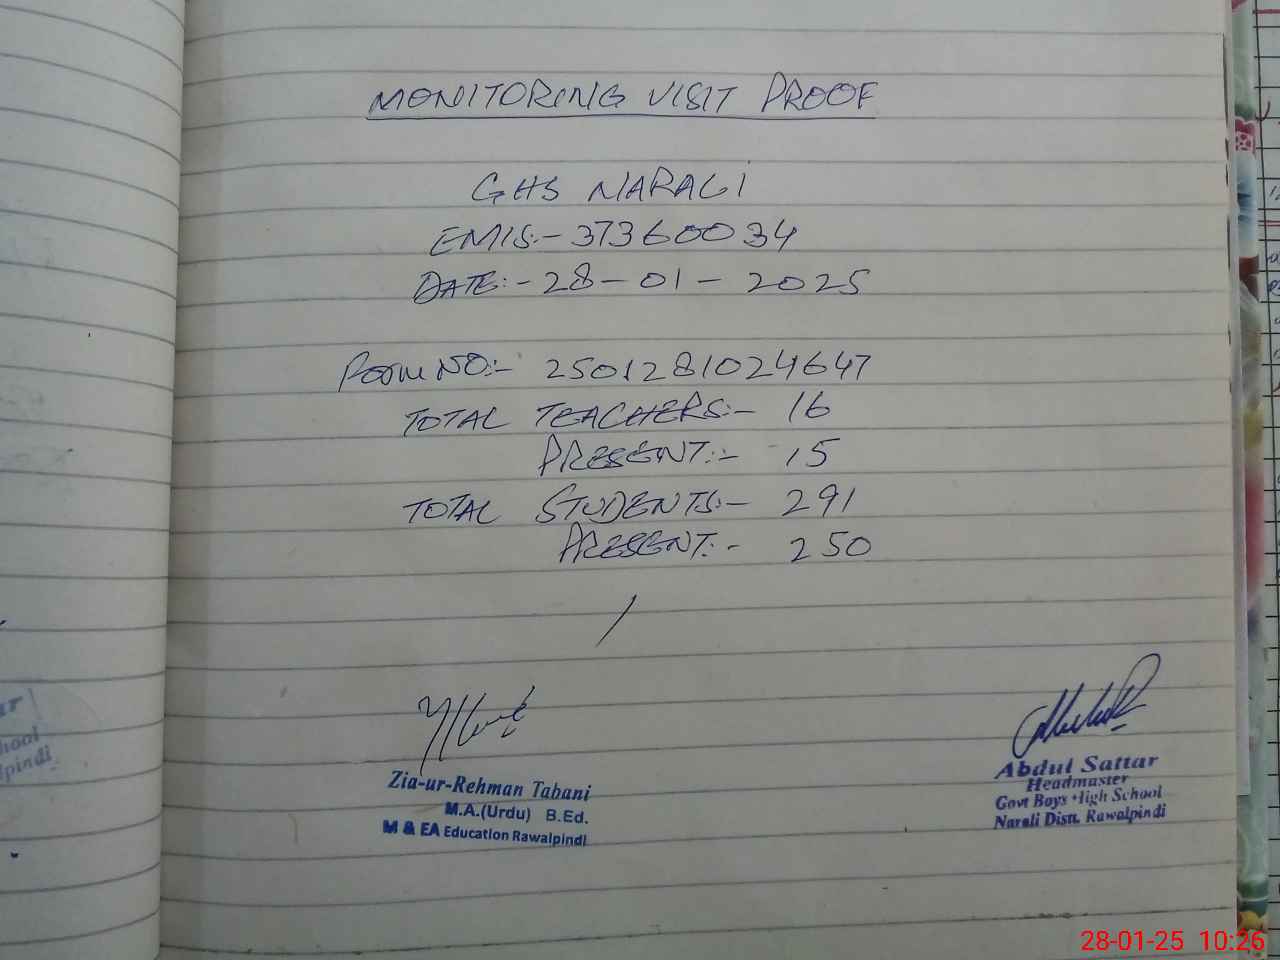 MONITORING VISIT PROOF
GHS NARALI
EMIS:- 37360034
DATE:- 28-01-2025
ROOM NO:- 2501281024647
TOTAL TEACHERS:- 16
PRESENT:- 15
TOTAL STUDENTS:- 291
PRESENT:- 250
Zia-ur-Rehman Tabani
M.A.(Urdu) B.Ed.
M & EA Education Rawalpindi
Abdul Sattar
Headmaster
Govt Boys High School
Narali Distt. Rawalpindi
28-01-25 10:26